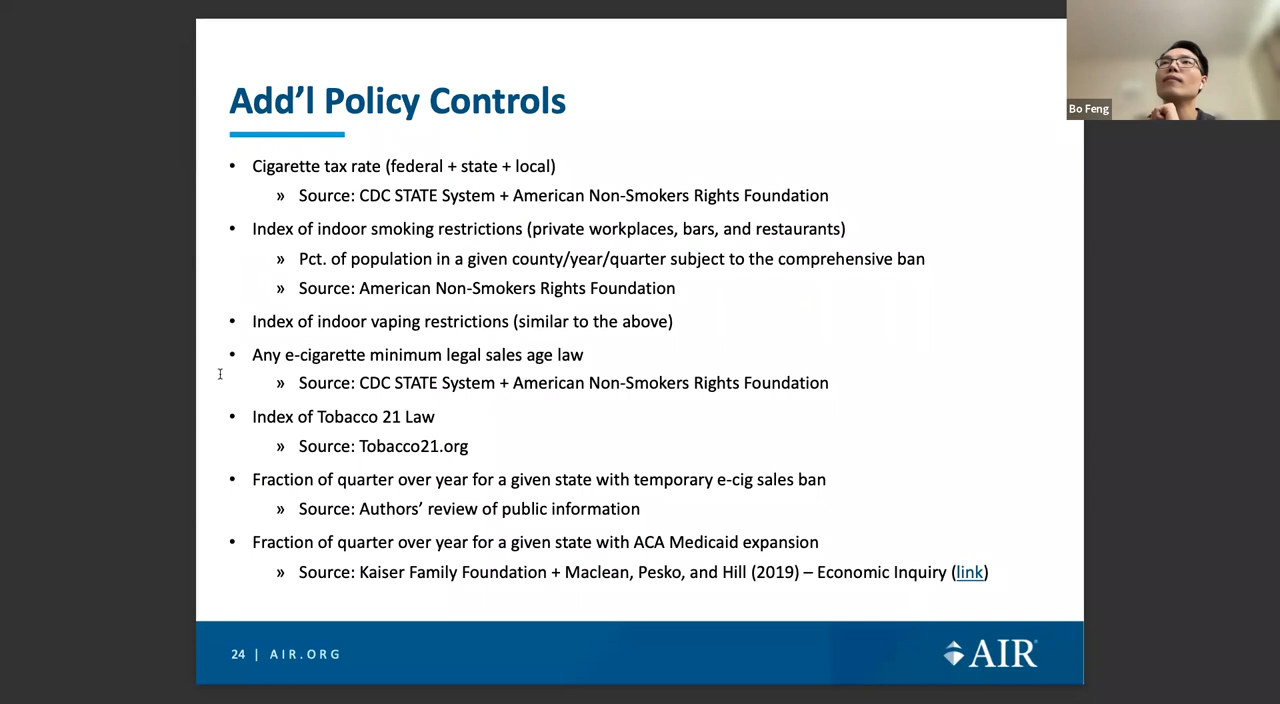 Add'l Policy Controls
• Cigarette tax rate (federal + state + local)
» Source: CDC STATE System + American Non-Smokers Rights Foundation
• Index of indoor smoking restrictions (private workplaces, bars, and restaurants)
» Pct. of population in a given county/year/quarter subject to the comprehensive ban
» Source: American Non-Smokers Rights Foundation
• Index of indoor vaping restrictions (similar to the above)
• Any e-cigarette minimum legal sales age law
» Source: CDC STATE System + American Non-Smokers Rights Foundation
• Index of Tobacco 21 Law
» Source: Tobacco21.org
• Fraction of quarter over year for a given state with temporary e-cig sales ban
» Source: Authors' review of public information
• Fraction of quarter over year for a given state with ACA Medicaid expansion
» Source: Kaiser Family Foundation + Maclean, Pesko, and Hill (2019) – Economic Inquiry (link)
24 | AIR.ORG
AIR
Bo Feng